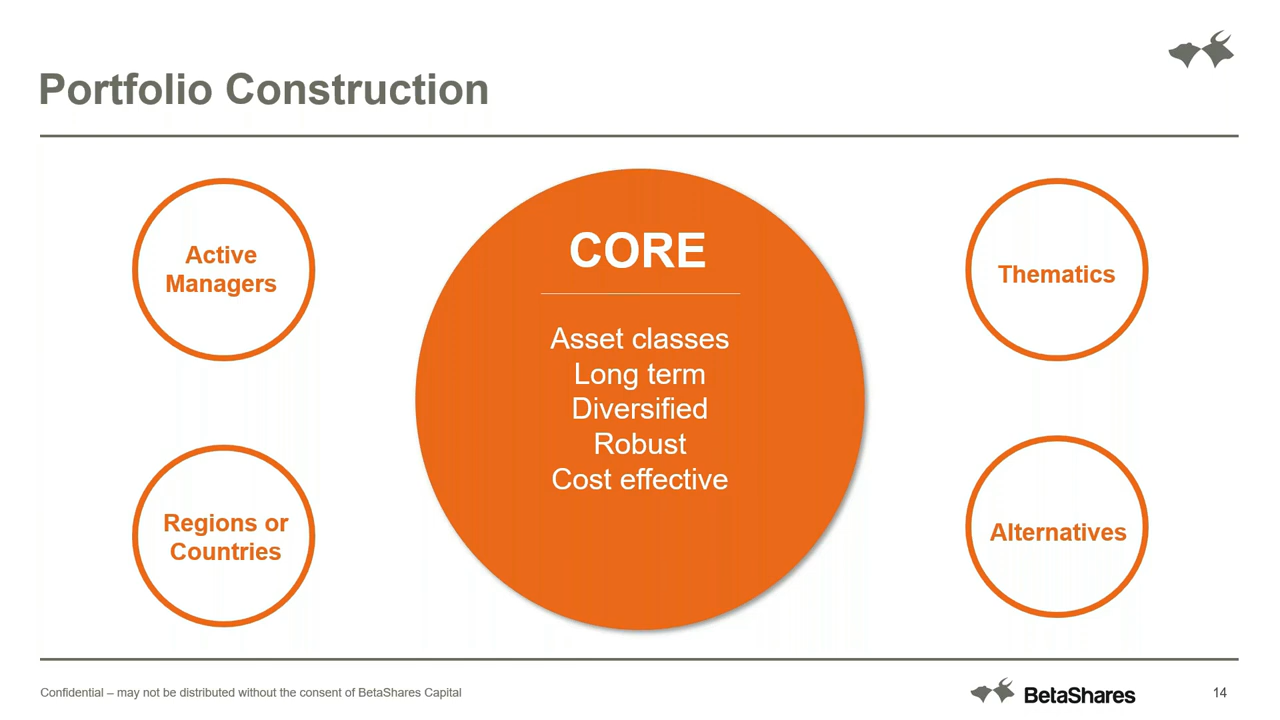 Portfolio Construction
Active
Managers
Regions or
Countries
CORE
Asset classes
Long term
Diversified
Robust
Cost effective
Thematics
Alternatives
Confidential – may not be distributed without the consent of BetaShares Capital
BetaShares
14